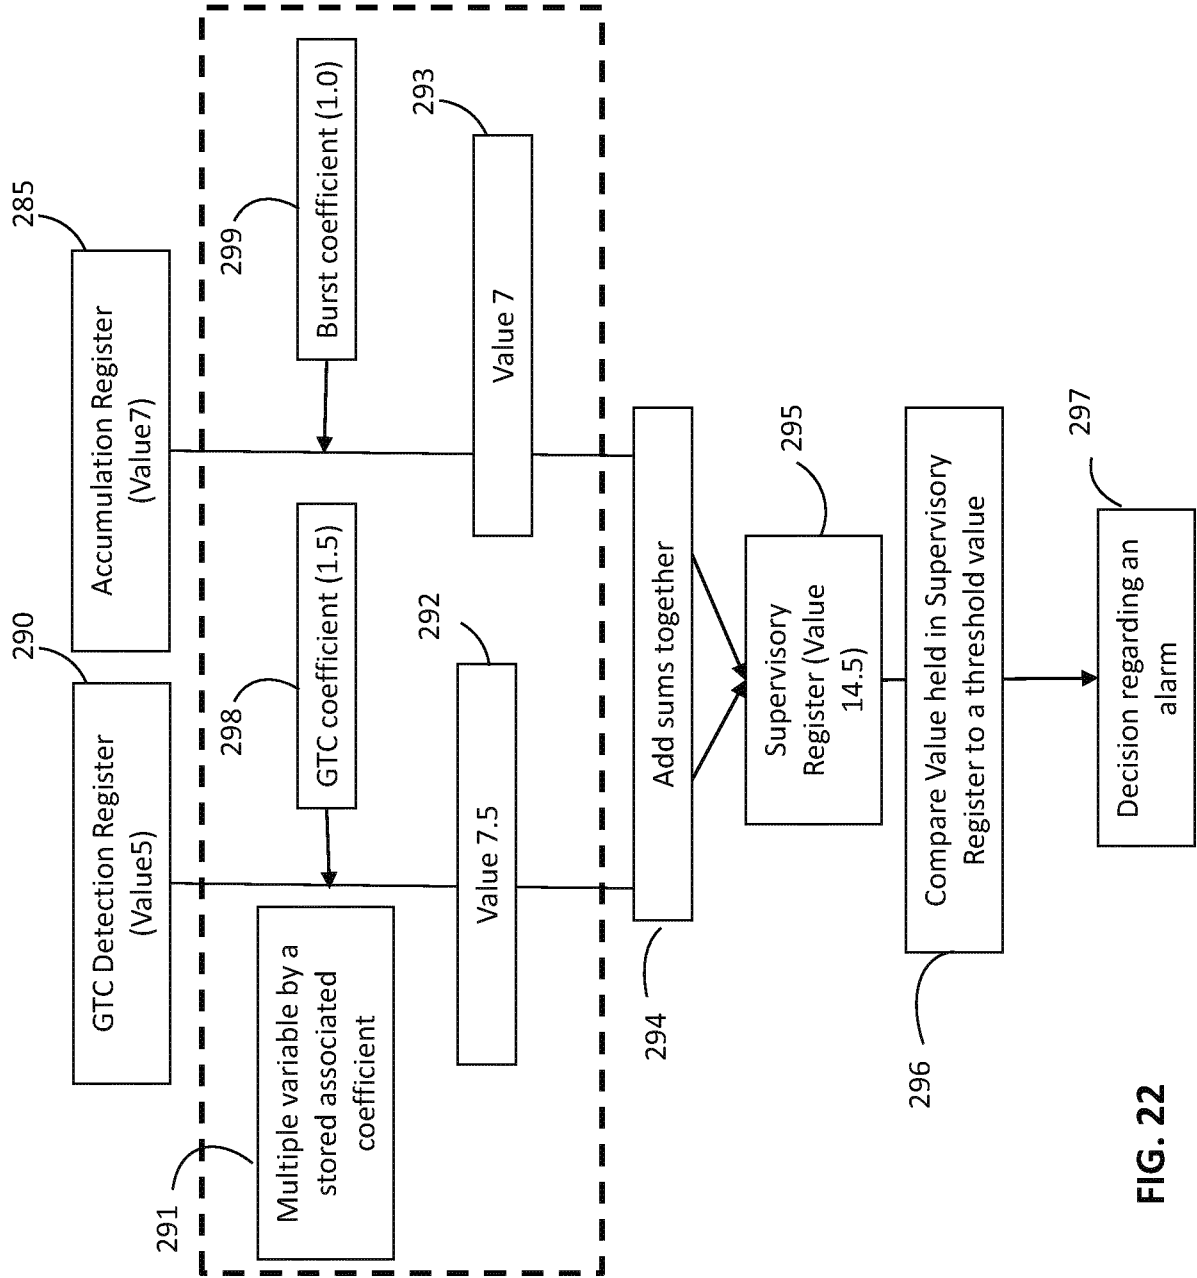 290
GTC Detection Register
(Value5)
285
Accumulation Register
(Value7)
291
Multiple variable by a
stored associated
coefficient
298
GTC coefficient (1.5)
299
Burst coefficient (1.0)
292
Value 7.5
293
Value 7
294
Add sums together
295
Supervisory
Register (Value
14.5)
296
Compare Value held in Supervisory
Register to a threshold value
297
Decision regarding an
alarm
FIG. 22